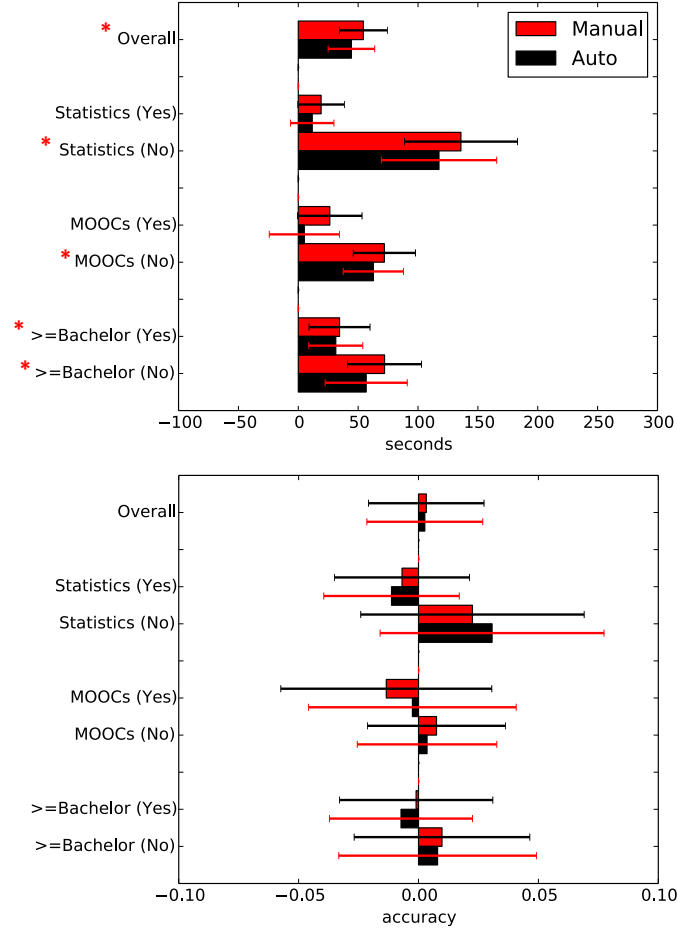 * Overall
Manual
Auto
Statistics (Yes)
* Statistics (No)
MOOCs (Yes)
* MOOCs (No)
* >=Bachelor (Yes)
* >=Bachelor (No)
−100 −50 0 50 100 150 200 250 300
seconds
Overall
Statistics (Yes)
Statistics (No)
MOOCs (Yes)
MOOCs (No)
>=Bachelor (Yes)
>=Bachelor (No)
−0.10 −0.05 0.00 0.05 0.10
accuracy